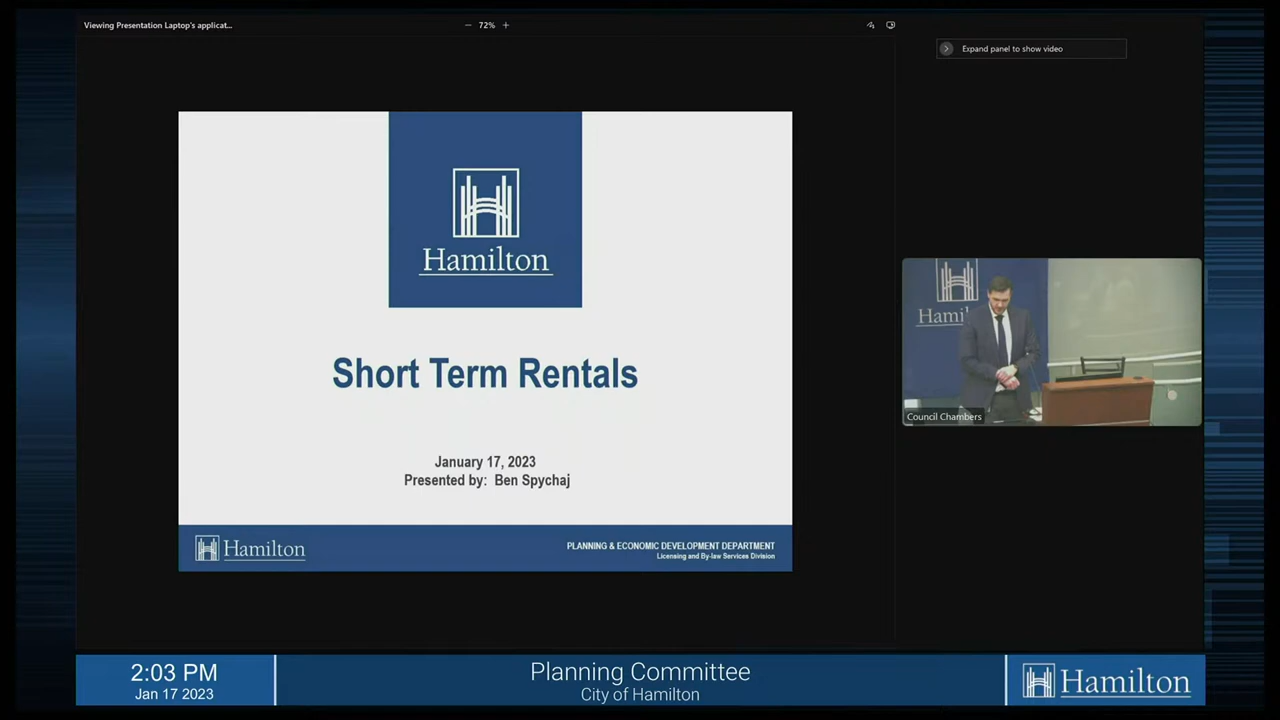 Viewing Presentation Laptop's applicat...
72%
Expand panel to show video
Hamilton
Short Term Rentals
January 17, 2023
Presented by: Ben Spychaj
Hamilton
PLANNING & ECONOMIC DEVELOPMENT DEPARTMENT
Licensing and By-law Services Division
Hamil
Council Chambers
2:03 PM
Jan 17 2023
Planning Committee
City of Hamilton
Hamilton